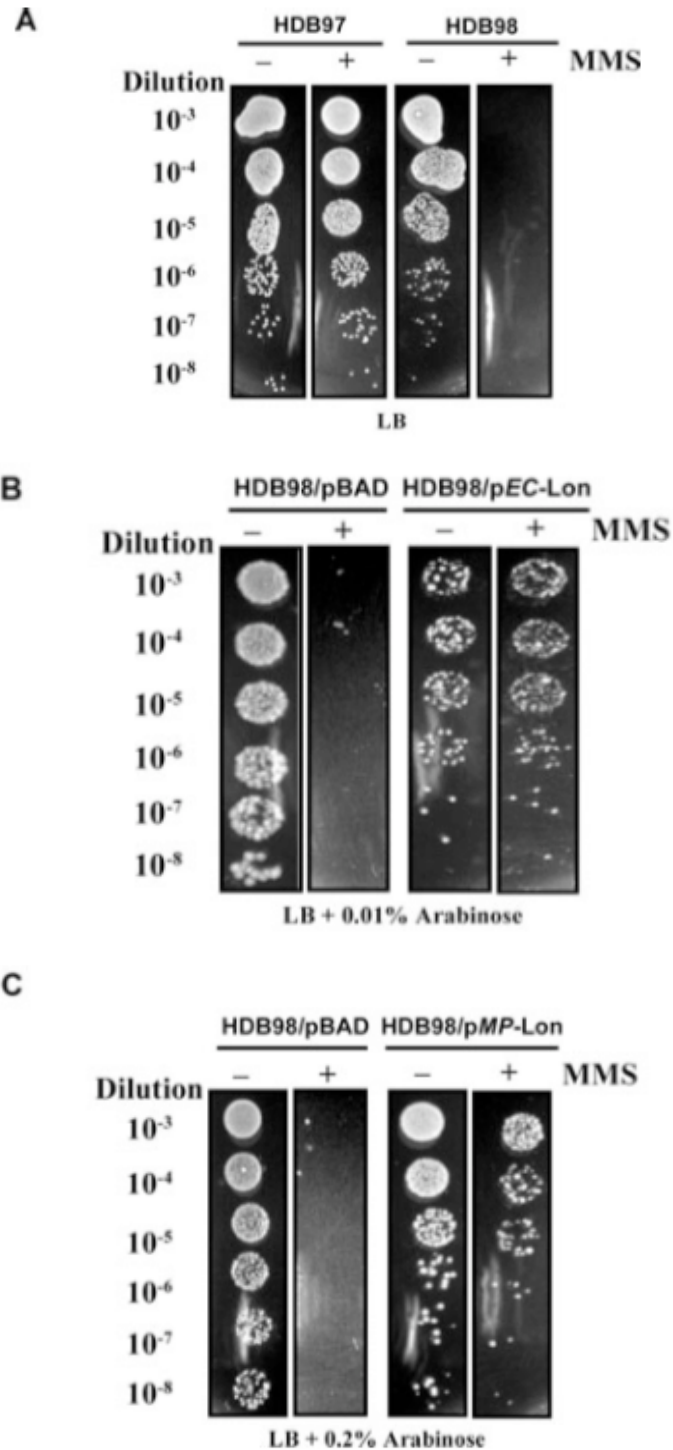 A
HDB97 HDB98
– + – + MMS
Dilution
10-3
10-4
10-5
10-6
10-7
10-8
LB
B
HDB98/pBAD HDB98/pEC-Lon
– + – + MMS
Dilution
10-3
10-4
10-5
10-6
10-7
10-8
LB + 0.01% Arabinose
C
HDB98/pBAD HDB98/pMP-Lon
– + – + MMS
Dilution
10-3
10-4
10-5
10-6
10-7
10-8
LB + 0.2% Arabinose